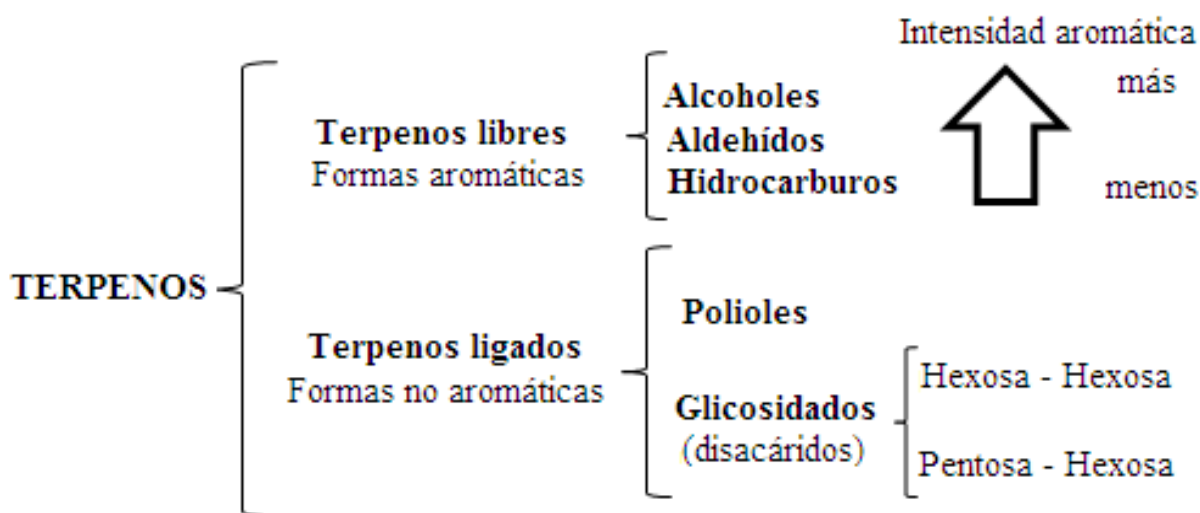 Intensidad aromática
más
menos
Alcoholes
Aldehídos
Hidrocarburos
Terpenos libres
Formas aromáticas
TERPENOS
Terpenos ligados
Formas no aromáticas
Polioles
Glicosidados
(disacáridos)
Hexosa - Hexosa
Pentosa - Hexosa